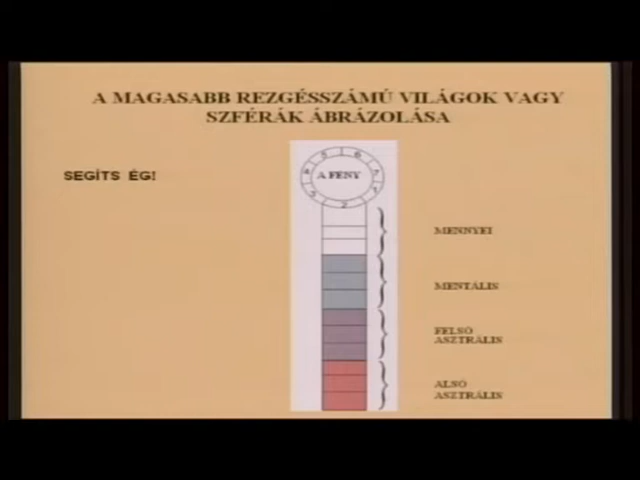 A MAGASABB REZGÉSSZÁMÚ VILÁGOK VAGY
SZFÉRÁK ÁBRÁZOLÁSA
SEGÍTS ÉG!
A FÉNY
MENNYEI
MENTÁLIS
FELSŐ
ASZTRÁLIS
ALSÓ
ASZTRÁLIS